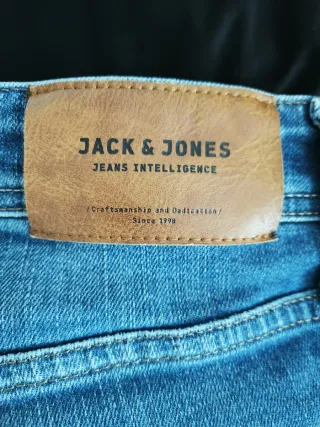 JACK & JONES
JEANS INTELLIGENCE
/Craftsmanship and Dedication/
Since 1990